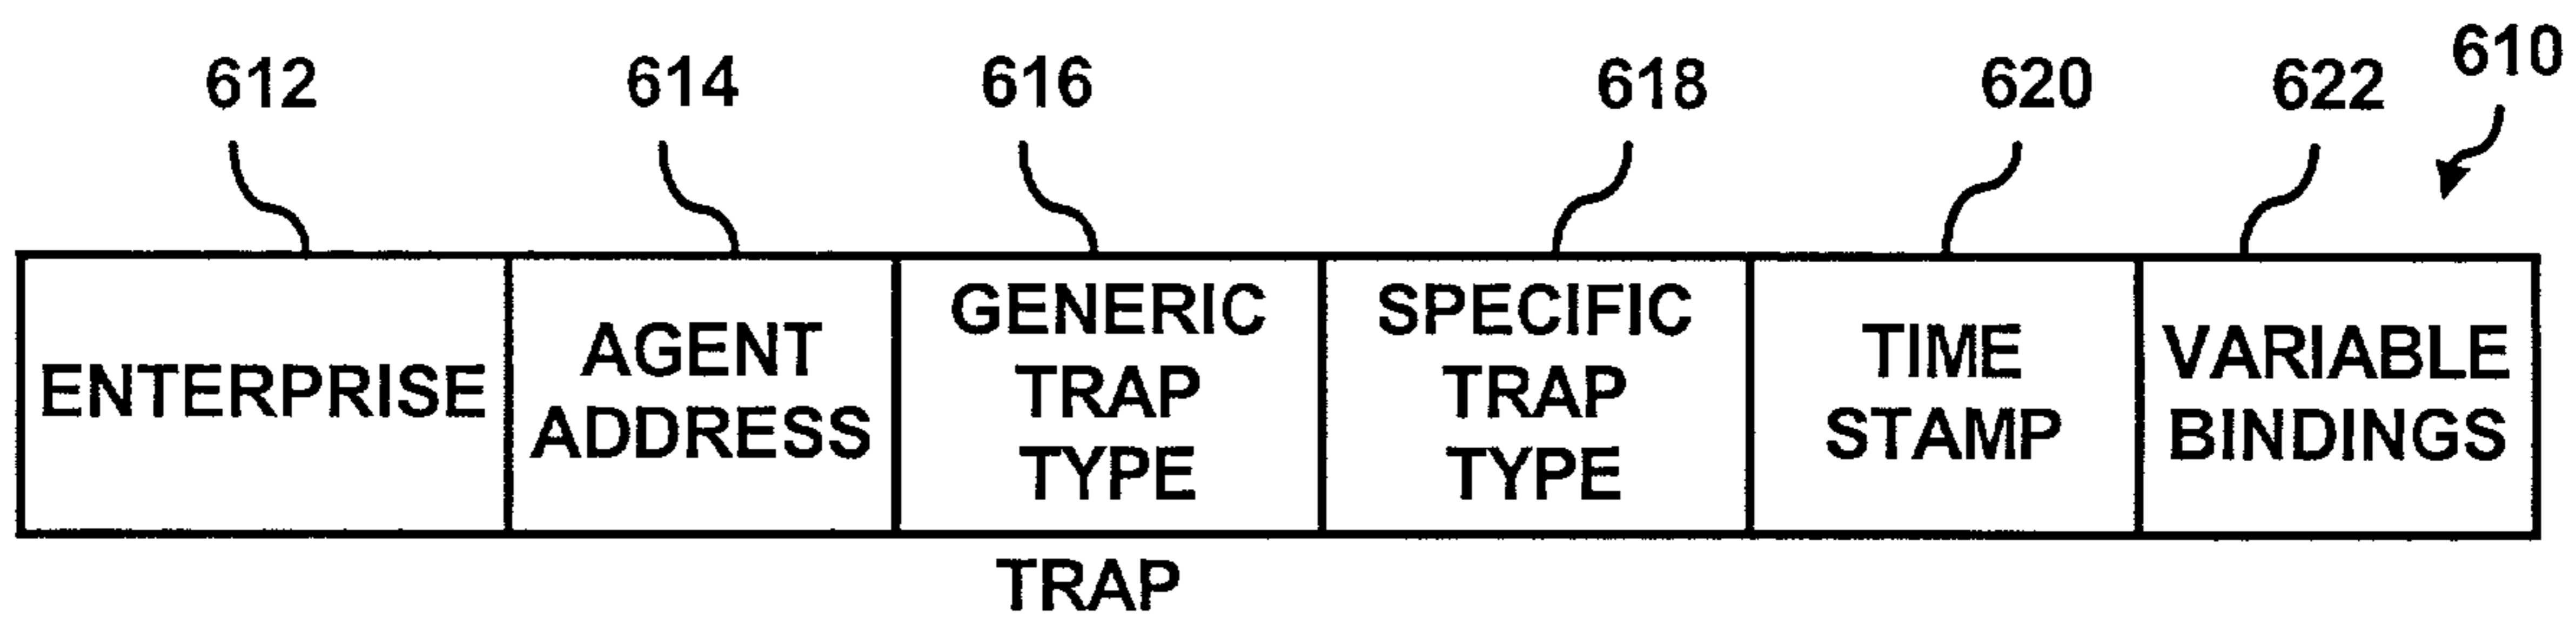 610
612 614 616 618 620 622
ENTERPRISE
AGENT
ADDRESS
GENERIC
TRAP
TYPE
SPECIFIC
TRAP
TYPE
TIME
STAMP
VARIABLE
BINDINGS
TRAP